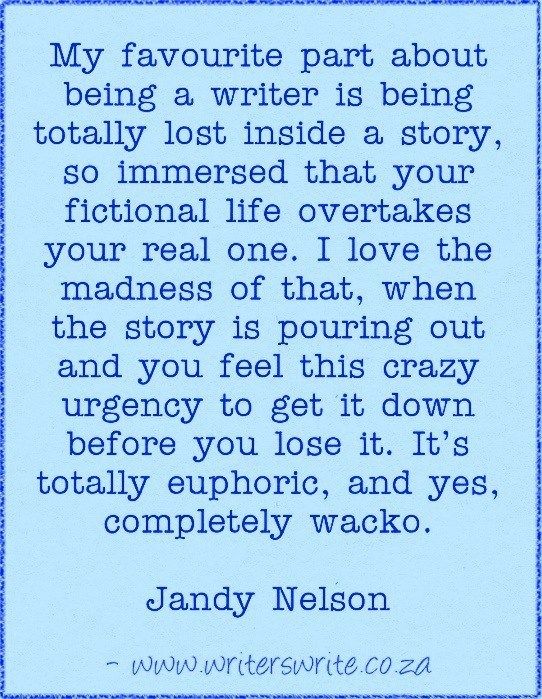 My favourite part about
being a writer is being
totally lost inside a story,
so immersed that your
fictional life overtakes
your real one. I love the
madness of that, when
the story is pouring out
and you feel this crazy
urgency to get it down
before you lose it. It's
totally euphoric, and yes,
completely wacko.
Jandy Nelson
- www.writerswrite.co.za